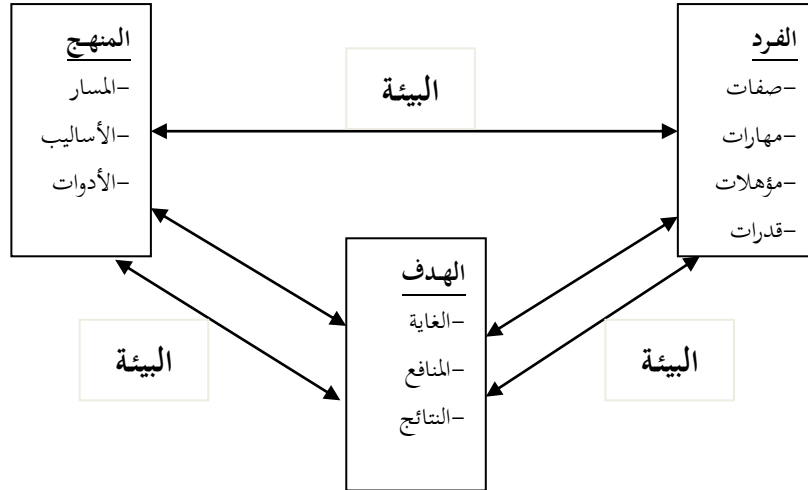 الفرد
-صفات
-مهارات
-مؤهلات
-قدرات
البيئة
المنهج
-المسار
-الأساليب
-الأدوات
الهدف
-الغاية
-المنافع
-النتائج
البيئة
البيئة